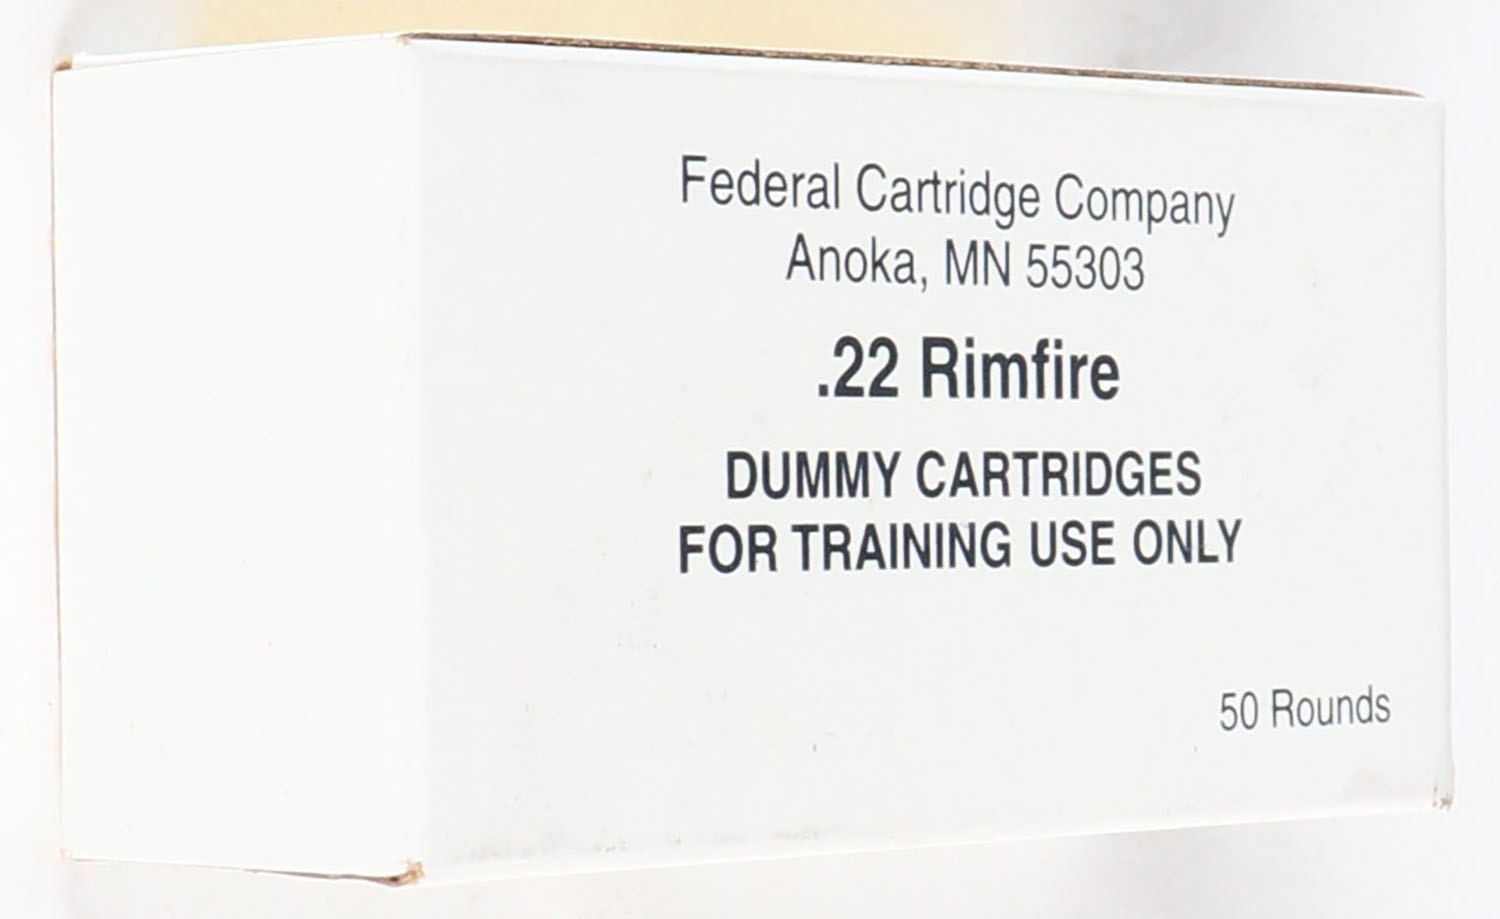 Federal Cartridge Company
Anoka, MN 55303
.22 Rimfire
DUMMY CARTRIDGES
FOR TRAINING USE ONLY
50 Rounds